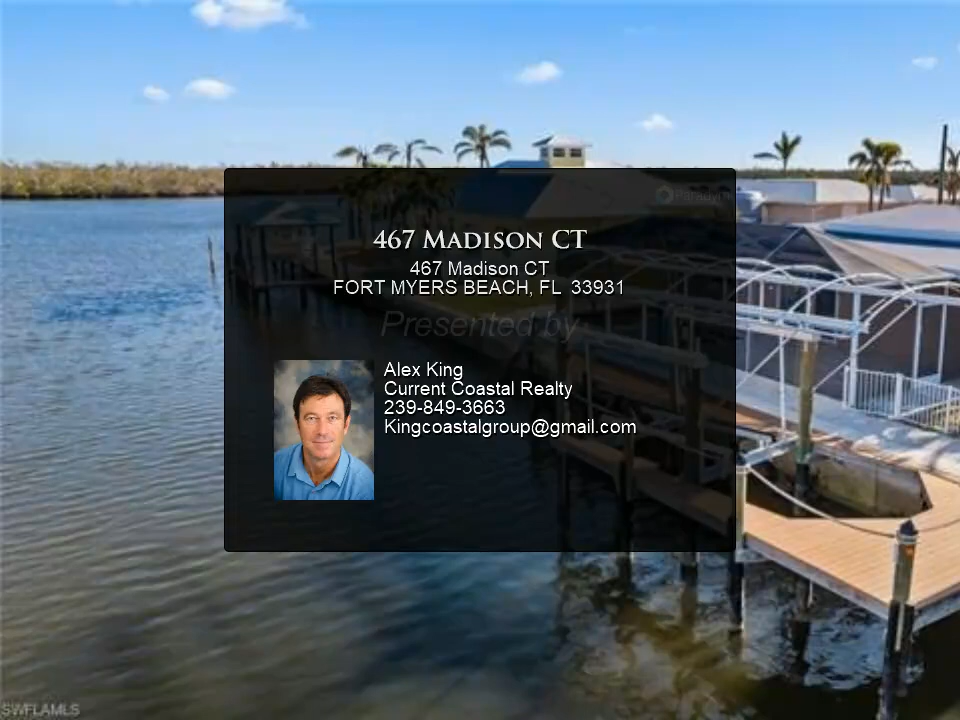 Paradym
467 MADISON CT
467 Madison CT
FORT MYERS BEACH, FL  33931
Presented by
Alex King
Current Coastal Realty
239-849-3663
Kingcoastalgroup@gmail.com
SWFLAMLS